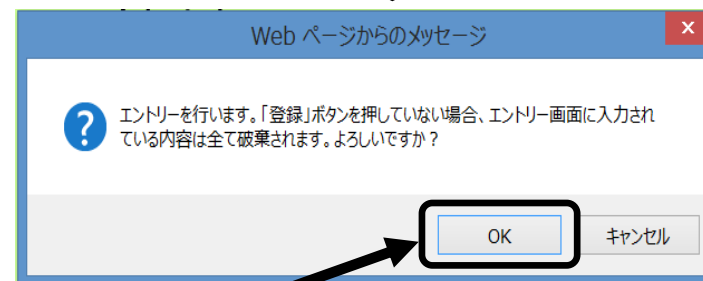 Web ページからのメッセージ
エントリーを行います。「登録」ボタンを押していない場合、エントリー画面に入力され
ている内容は全て破棄されます。よろしいですか？
OK
キャンセル